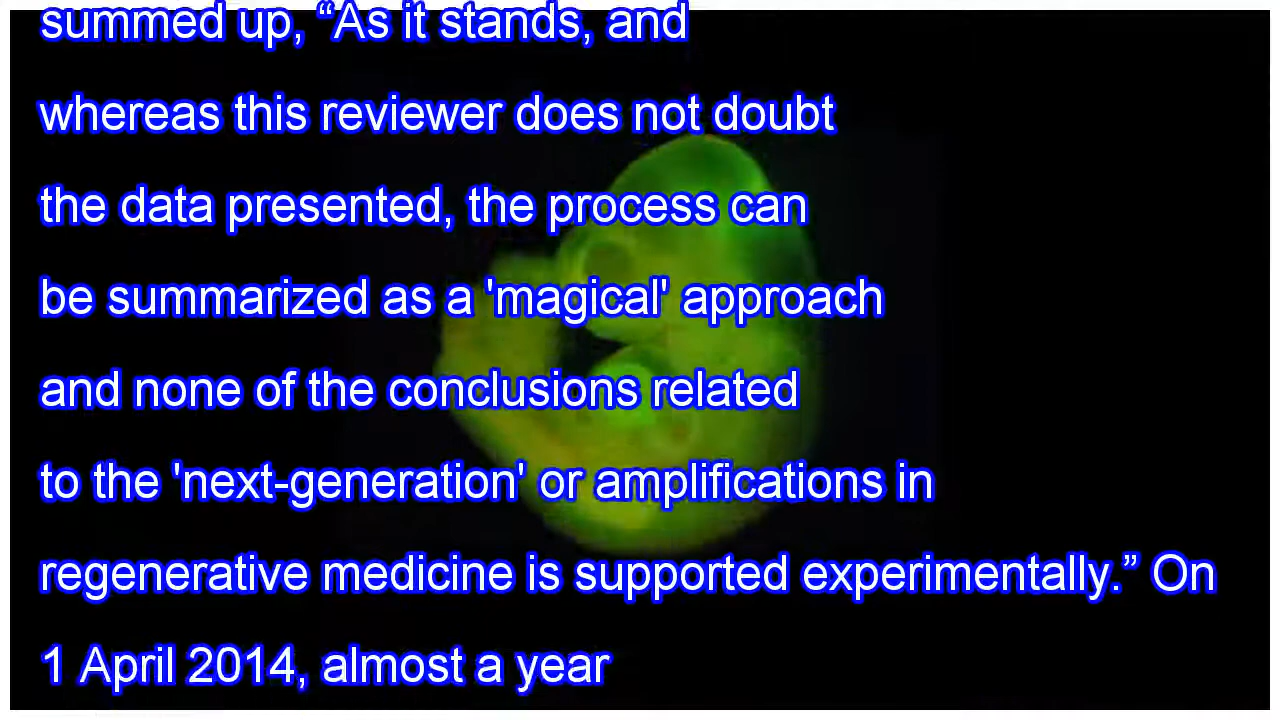 summed up, “As it stands, and
whereas this reviewer does not doubt
the data presented, the process can
be summarized as a 'magical' approach
and none of the conclusions related
to the 'next-generation' or amplifications in
regenerative medicine is supported experimentally.” On
1 April 2014, almost a year